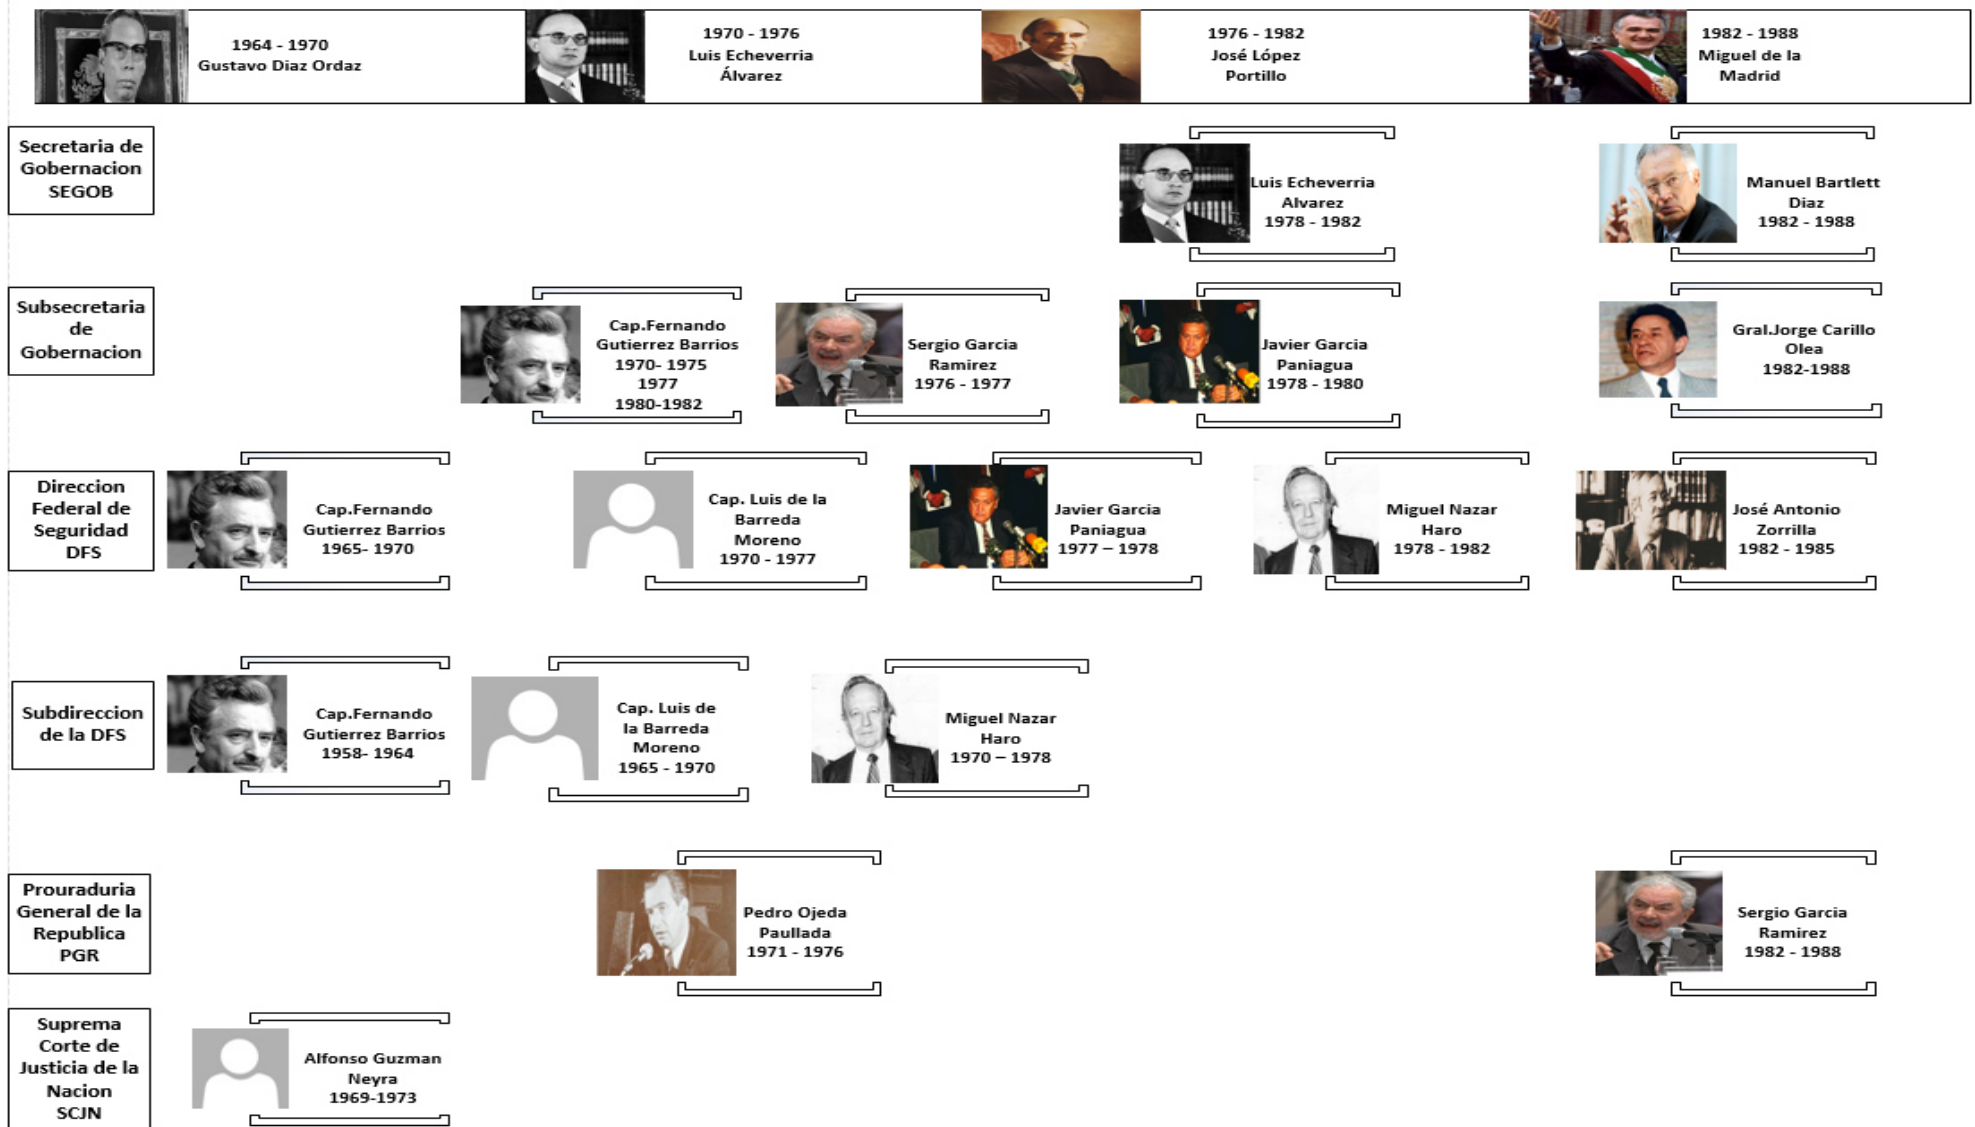 1964 - 1970
Gustavo Diaz Ordaz
1970 - 1976
Luis Echeverria
Álvarez
1976 - 1982
José López
Portillo
1982 - 1988
Miguel de la
Madrid
Secretaria de
Gobernacion
SEGOB
Luis Echeverria
Alvarez
1978 - 1982
Manuel Bartlett
Diaz
1982 - 1988
Subsecretaria
de
Gobernacion
Cap.Fernando
Gutierrez Barrios
1970- 1975
1977
1980-1982
Sergio Garcia
Ramirez
1976 - 1977
Javier Garcia
Paniagua
1978 - 1980
Gral.Jorge Carillo
Olea
1982-1988
Direccion
Federal de
Seguridad
DFS
Cap.Fernando
Gutierrez Barrios
1965- 1970
Cap. Luis de la
Barreda
Moreno
1970 - 1977
Javier Garcia
Paniagua
1977 – 1978
Miguel Nazar
Haro
1978 - 1982
José Antonio
Zorrilla
1982 - 1985
Subdireccion
de la DFS
Cap.Fernando
Gutierrez Barrios
1958- 1964
Cap. Luis de
la Barreda
Moreno
1965 - 1970
Miguel Nazar
Haro
1970 – 1978
Prouraduria
General de la
Republica
PGR
Pedro Ojeda
Paullada
1971 - 1976
Sergio Garcia
Ramirez
1982 - 1988
Suprema
Corte de
Justicia de la
Nacion
SCJN
Alfonso Guzman
Neyra
1969-1973